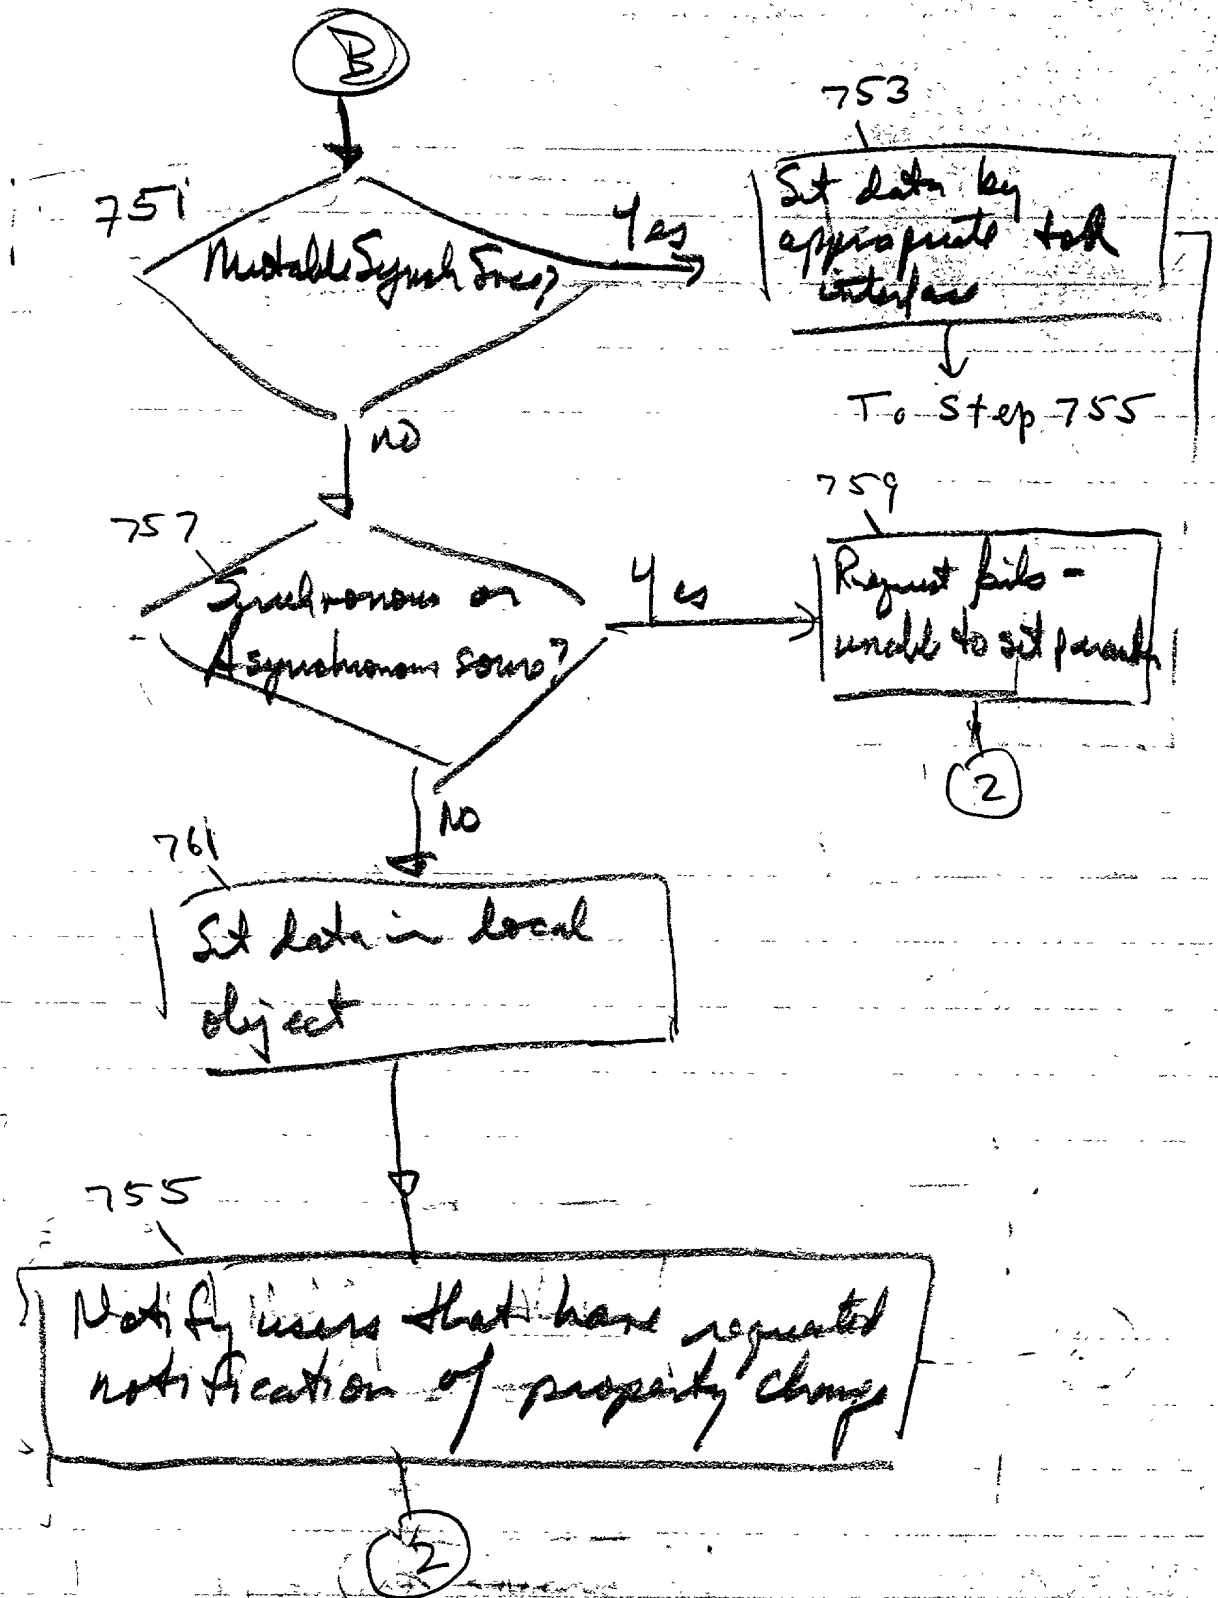 B
753
Set data by
appropriate tool
interface
751
Mutable Synch Srce?
Yes
To Step 755
NO
759
757
Synchronous or
Asynchronous source?
Yes
Request fails -
unable to set
2
NO
761
Set data in local
object
755
Notify users that have requested
notification of property change
2